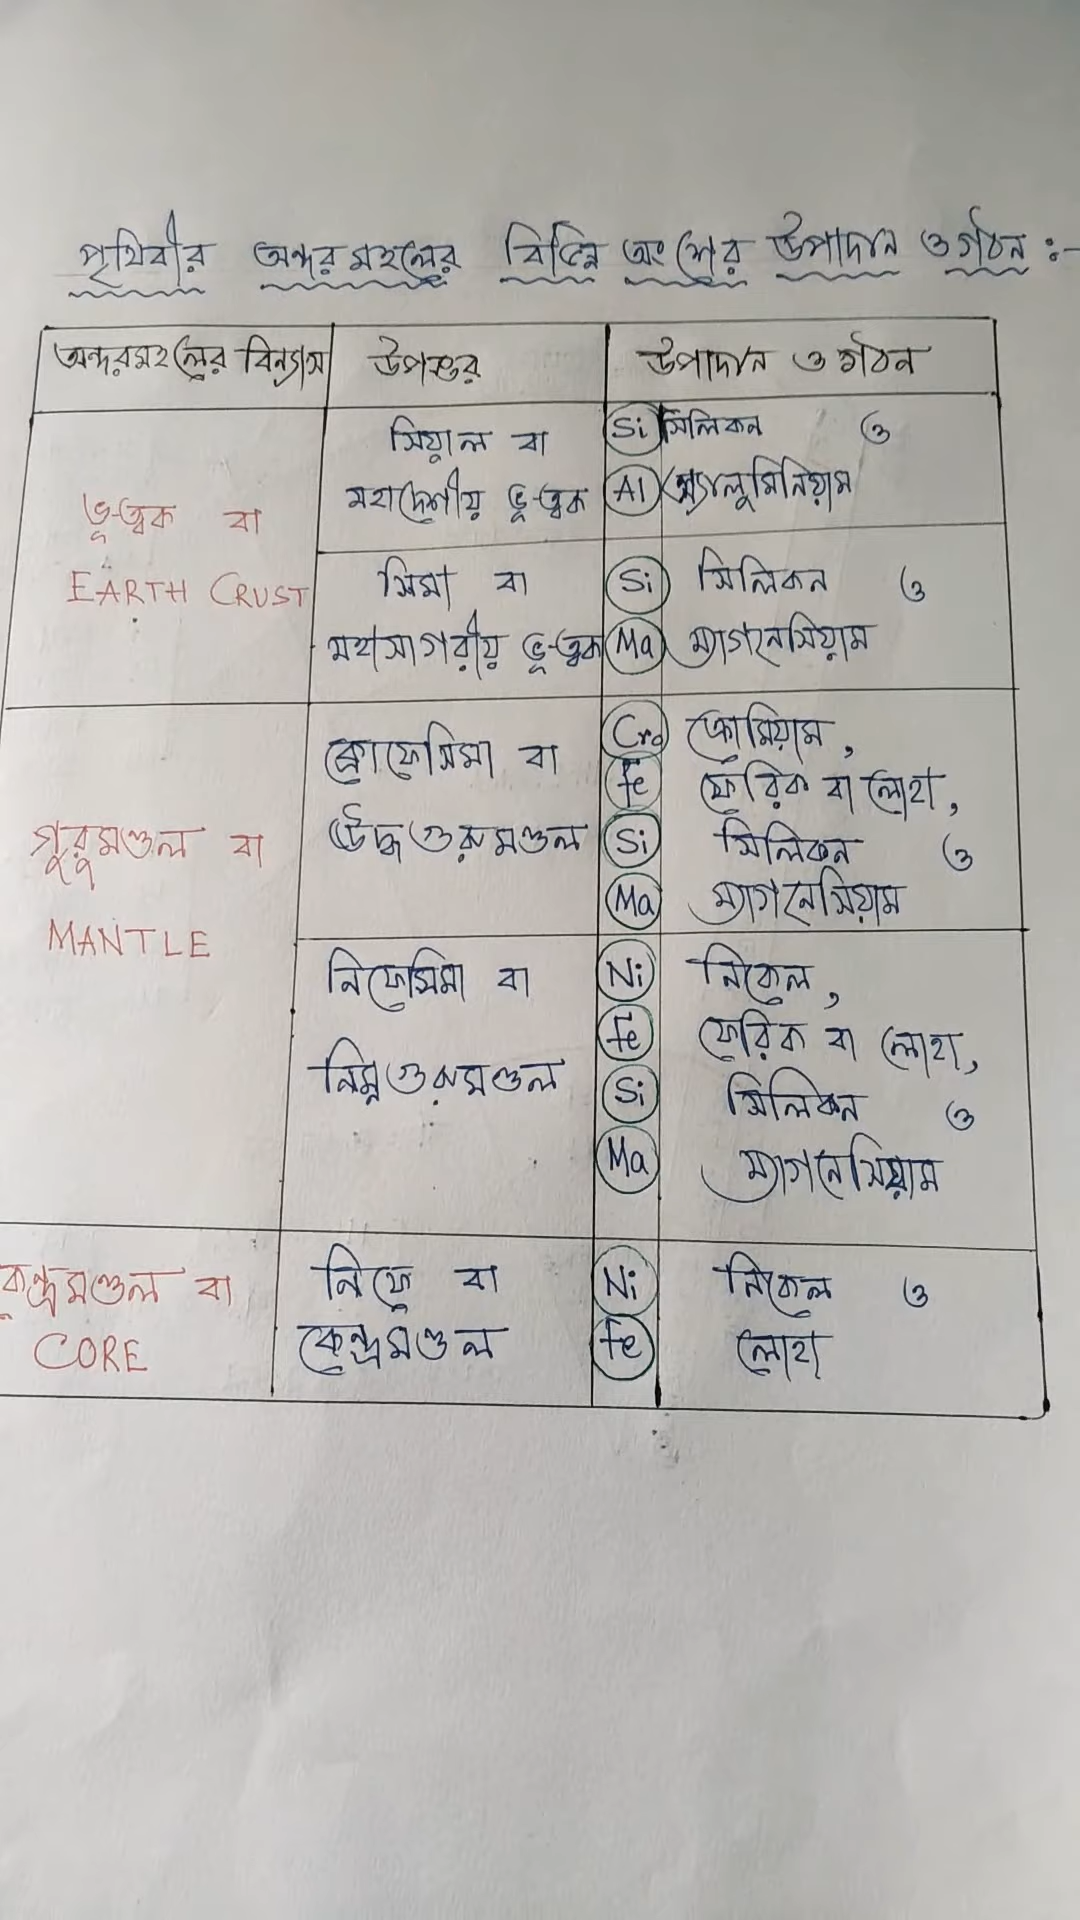 পৃথিবীর অন্দরমহলের বিভিন্ন অংশের উপাদান ও গঠন :-
অন্দরমহলের বিন্যাস উপস্তর উপাদান ও গঠন
ভূ-ত্বক বা
EARTH CRUST
সিয়াল বা
মহাদেশীয় ভূ-ত্বক
Si সিলিকন ও
Al অ্যালুমিনিয়াম
সিমা বা
মহাসাগরীয় ভূ-ত্বক
Si সিলিকন ও
Ma ম্যাগনেসিয়াম
গুরুমণ্ডল বা
MANTLE
ক্রোফেসিমা বা
উর্দ্ধ গুরুমণ্ডল
Cro ক্রোমিয়াম,
Fe ফেরিক বা লোহা,
Si সিলিকন ও
Ma ম্যাগনেসিয়াম
নিফেসিমা বা
নিম্ন গুরুমণ্ডল
Ni নিকেল,
Fe ফেরিক বা লোহা,
Si সিলিকন ও
Ma ম্যাগনেসিয়াম
কেন্দ্রমণ্ডল বা
CORE
নিফে বা
কেন্দ্রমণ্ডল
Ni নিকেল ও
Fe লোহা